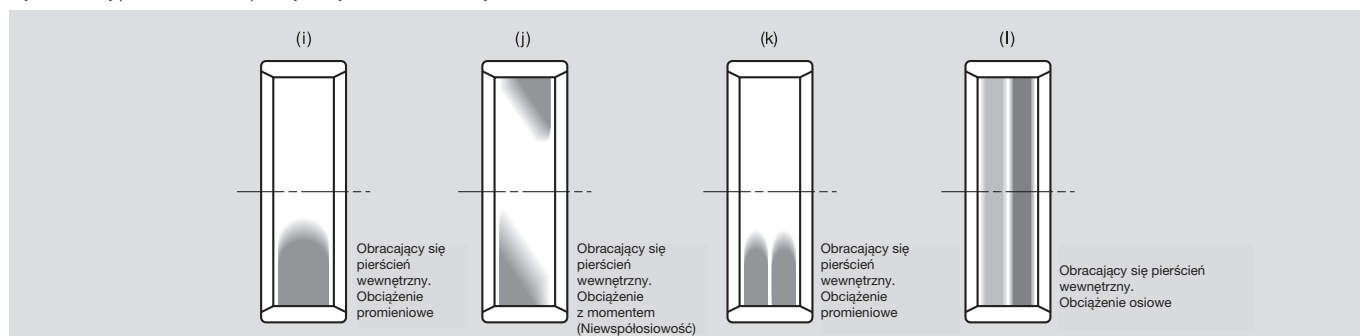 (i)
(j)
(k)
(l)
Obracający się
pierścień
wewnętrzny.
Obciążenie
promieniowe
Obracający się
pierścień
wewnętrzny.
Obciążenie
z momentem
(Niewspółosiowość)
Obracający się
pierścień
wewnętrzny.
Obciążenie
promieniowe
Obracający się pierścień
wewnętrzny.
Obciążenie osiowe